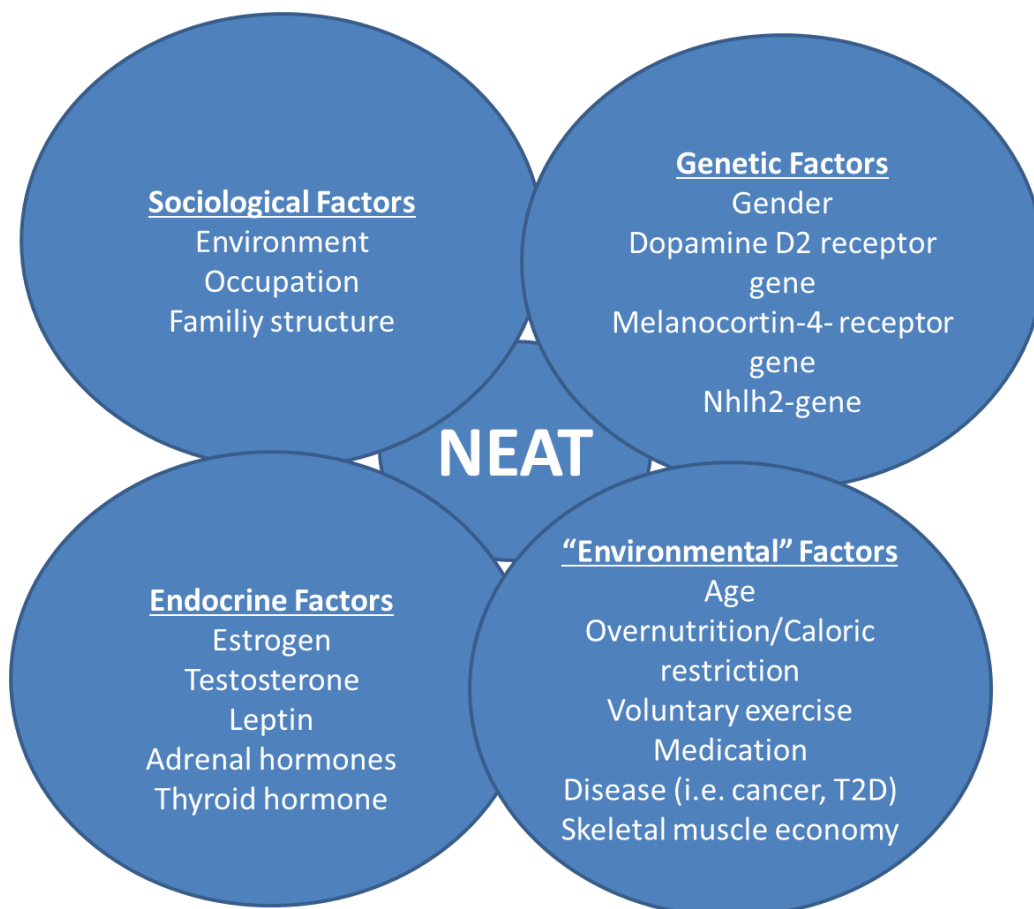 Sociological Factors
Environment
Occupation
Familiy structure
Genetic Factors
Gender
Dopamine D2 receptor
gene
Melanocortin-4- receptor
gene
Nhlh2-gene
NEAT
Endocrine Factors
Estrogen
Testosterone
Leptin
Adrenal hormones
Thyroid hormone
“Environmental” Factors
Age
Overnutrition/Caloric
restriction
Voluntary exercise
Medication
Disease (i.e. cancer, T2D)
Skeletal muscle economy